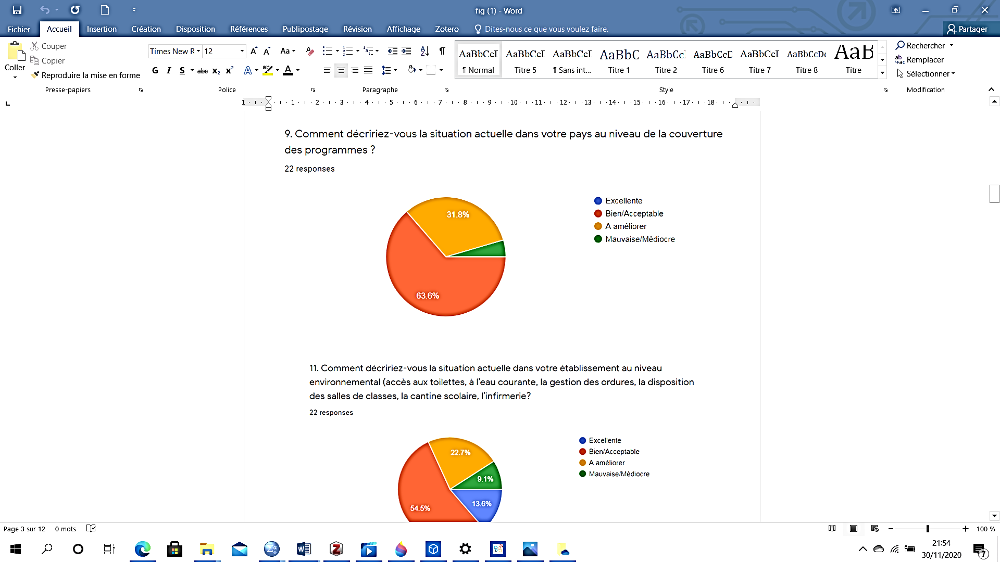 fig (1) - Word
Fichier Accueil Insertion Création Disposition Références Publipostage Révision Affichage Zotero Dites-nous ce que vous voulez faire. Partager
Coller
Couper
Copier
Reproduire la mise en forme
Presse-papiers
Times New R 12
Aa
G I S abc X₂ X²
A
Police
Paragraphe
AaBbCcI AaBbCcI AaBbCcI AaBbC AaBbCc AaBbCcD AaBbCcI AaBbCcDc AaB
¶ Normal Titre 5 ¶ Sans int... Titre 1 Titre 2 Titre 6 Titre 7 Titre 8 Titre
Style
Rechercher
Remplacer
Sélectionner
Modification
1 1 2 3 4 5 6 7 8 9 10 11 12 13 14 15 16 17 18
9. Comment décririez-vous la situation actuelle dans votre pays au niveau de la couverture
des programmes ?
22 responses
31.8%
63.6%
Excellente
Bien/Acceptable
A améliorer
Mauvaise/Médiocre
11. Comment décririez-vous la situation actuelle dans votre établissement au niveau
environnemental (accès aux toilettes, à l'eau courante, la gestion des ordures, la disposition
des salles de classes, la cantine scolaire, l'infirmerie?
22 responses
22.7%
9.1%
13.6%
54.5%
Excellente
Bien/Acceptable
A améliorer
Mauvaise/Médiocre
Page 3 sur 12 0 mots
100 %
21:54
30/11/2020
7